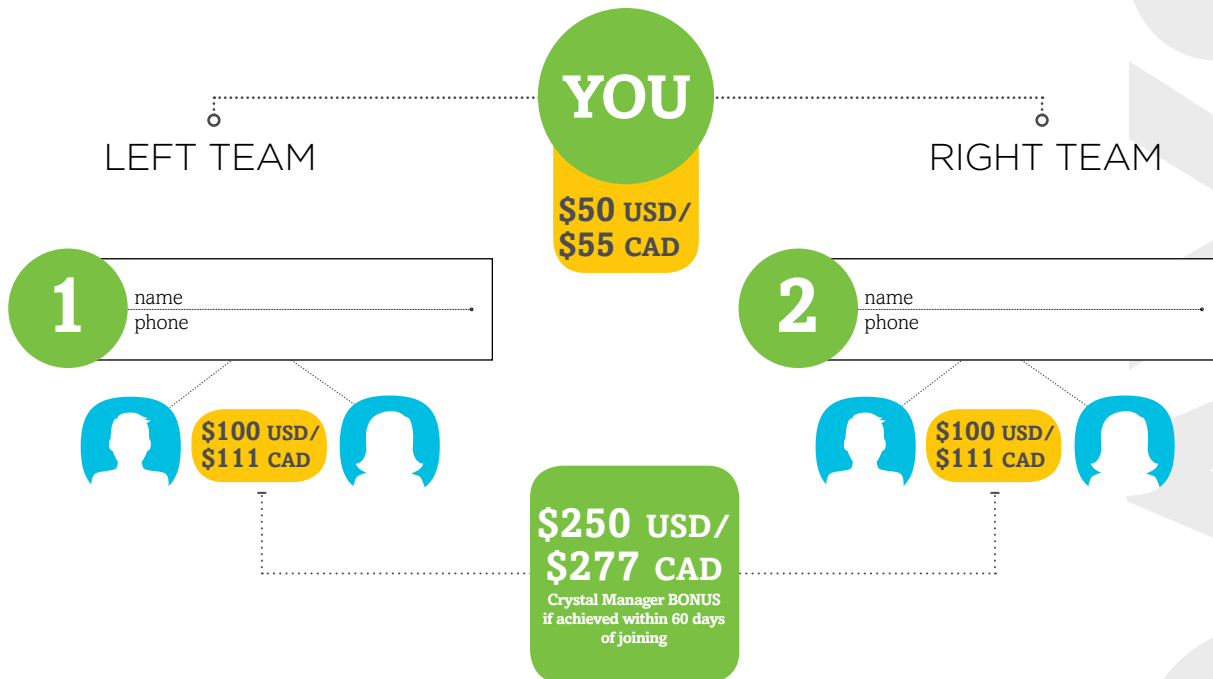 YOU
LEFT TEAM
RIGHT TEAM
$50 USD/
$55 CAD
1
name
phone
2
name
phone
$100 USD/
$111 CAD
$100 USD/
$111 CAD
$250 USD/
$277 CAD
Crystal Manager BONUS
if achieved within 60 days
of joining